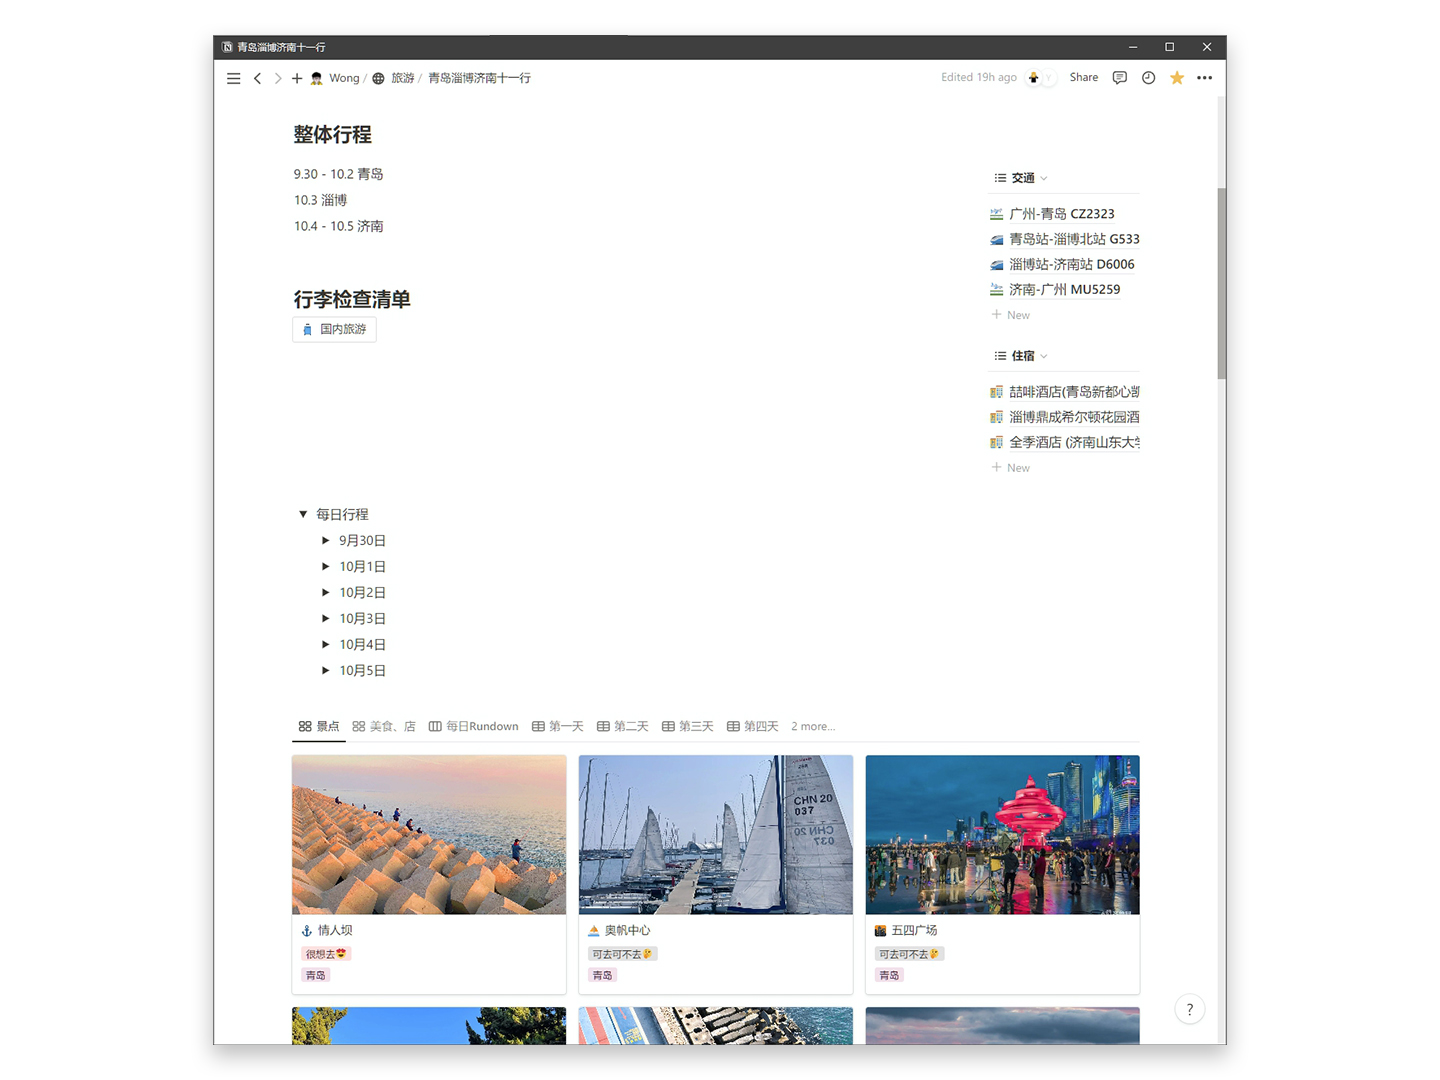 青岛淄博济南十一行
Wong / 旅游 / 青岛淄博济南十一行
Edited 19h ago
Y
Share
整体行程
9.30 - 10.2 青岛
10.3 淄博
10.4 - 10.5 济南
行李检查清单
国内旅游
交通
广州-青岛 CZ2323
青岛站-淄博北站 G533
淄博站-济南站 D6006
济南-广州 MU5259
New
住宿
喆啡酒店(青岛新都心凯
淄博鼎成希尔顿花园酒
全季酒店 (济南山东大学
New
每日行程
9月30日
10月1日
10月2日
10月3日
10月4日
10月5日
景点 美食、店 每日Rundown 第一天 第二天 第三天 第四天 2 more...
CHN 20
037
CHN 20
037
情人坝
很想去
青岛
奥帆中心
可去可不去
青岛
五四广场
可去可不去
青岛
?